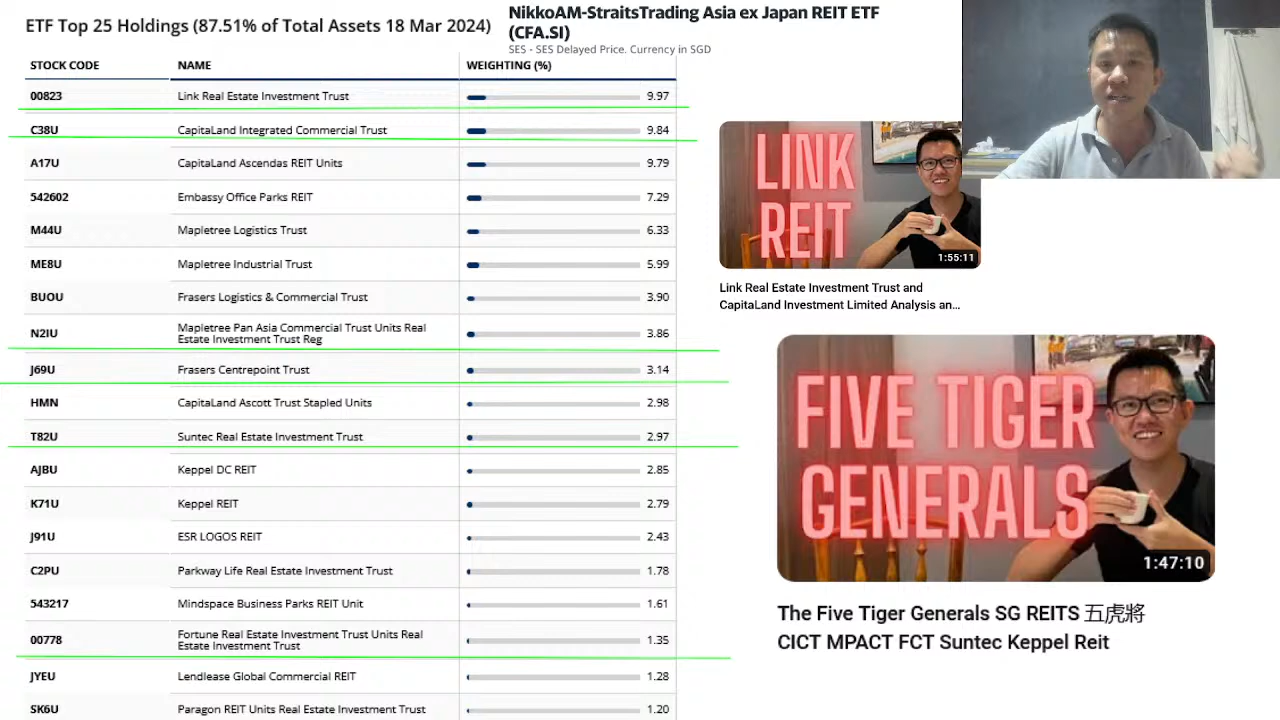 ETF Top 25 Holdings (87.51% of Total Assets 18 Mar 2024)
NikkoAM-StraitsTrading Asia ex Japan REIT ETF
(CFA.SI)
SES - SES Delayed Price. Currency in SGD
STOCK CODE NAME WEIGHTING (%)
00823 Link Real Estate Investment Trust 9.97
C38U CapitaLand Integrated Commercial Trust 9.84
A17U CapitaLand Ascendas REIT Units 9.79
542602 Embassy Office Parks REIT 7.29
M44U Mapletree Logistics Trust 6.33
ME8U Mapletree Industrial Trust 5.99
BUOU Frasers Logistics & Commercial Trust 3.90
N2IU Mapletree Pan Asia Commercial Trust Units Real
Estate Investment Trust Reg 3.86
J69U Frasers Centrepoint Trust 3.14
HMN CapitaLand Ascott Trust Stapled Units 2.98
T82U Suntec Real Estate Investment Trust 2.97
AJBU Keppel DC REIT 2.85
K71U Keppel REIT 2.79
J91U ESR LOGOS REIT 2.43
C2PU Parkway Life Real Estate Investment Trust 1.78
543217 Mindspace Business Parks REIT Unit 1.61
00778 Fortune Real Estate Investment Trust Units Real
Estate Investment Trust 1.35
JYEU Lendlease Global Commercial REIT 1.28
SK6U Paragon REIT Units Real Estate Investment Trust 1.20
LINK
REIT
1:55:11
Link Real Estate Investment Trust and
CapitaLand Investment Limited Analysis an...
FIVE TIGER
GENERALS
1:47:10
The Five Tiger Generals SG REITS 五虎將
CICT MPACT FCT Suntec Keppel Reit